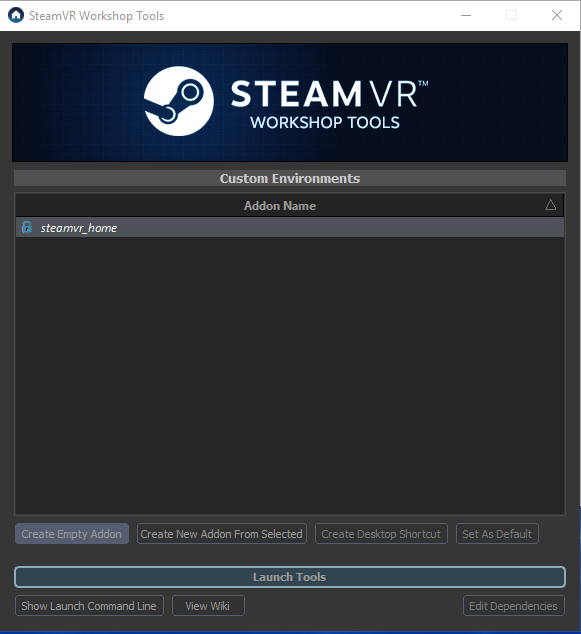 SteamVR Workshop Tools
STEAMVR™
WORKSHOP TOOLS
Custom Environments
Addon Name
steamvr_home
Create Empty Addon
Create New Addon From Selected
Create Desktop Shortcut
Set As Default
Launch Tools
Show Launch Command Line
View Wiki
Edit Dependencies